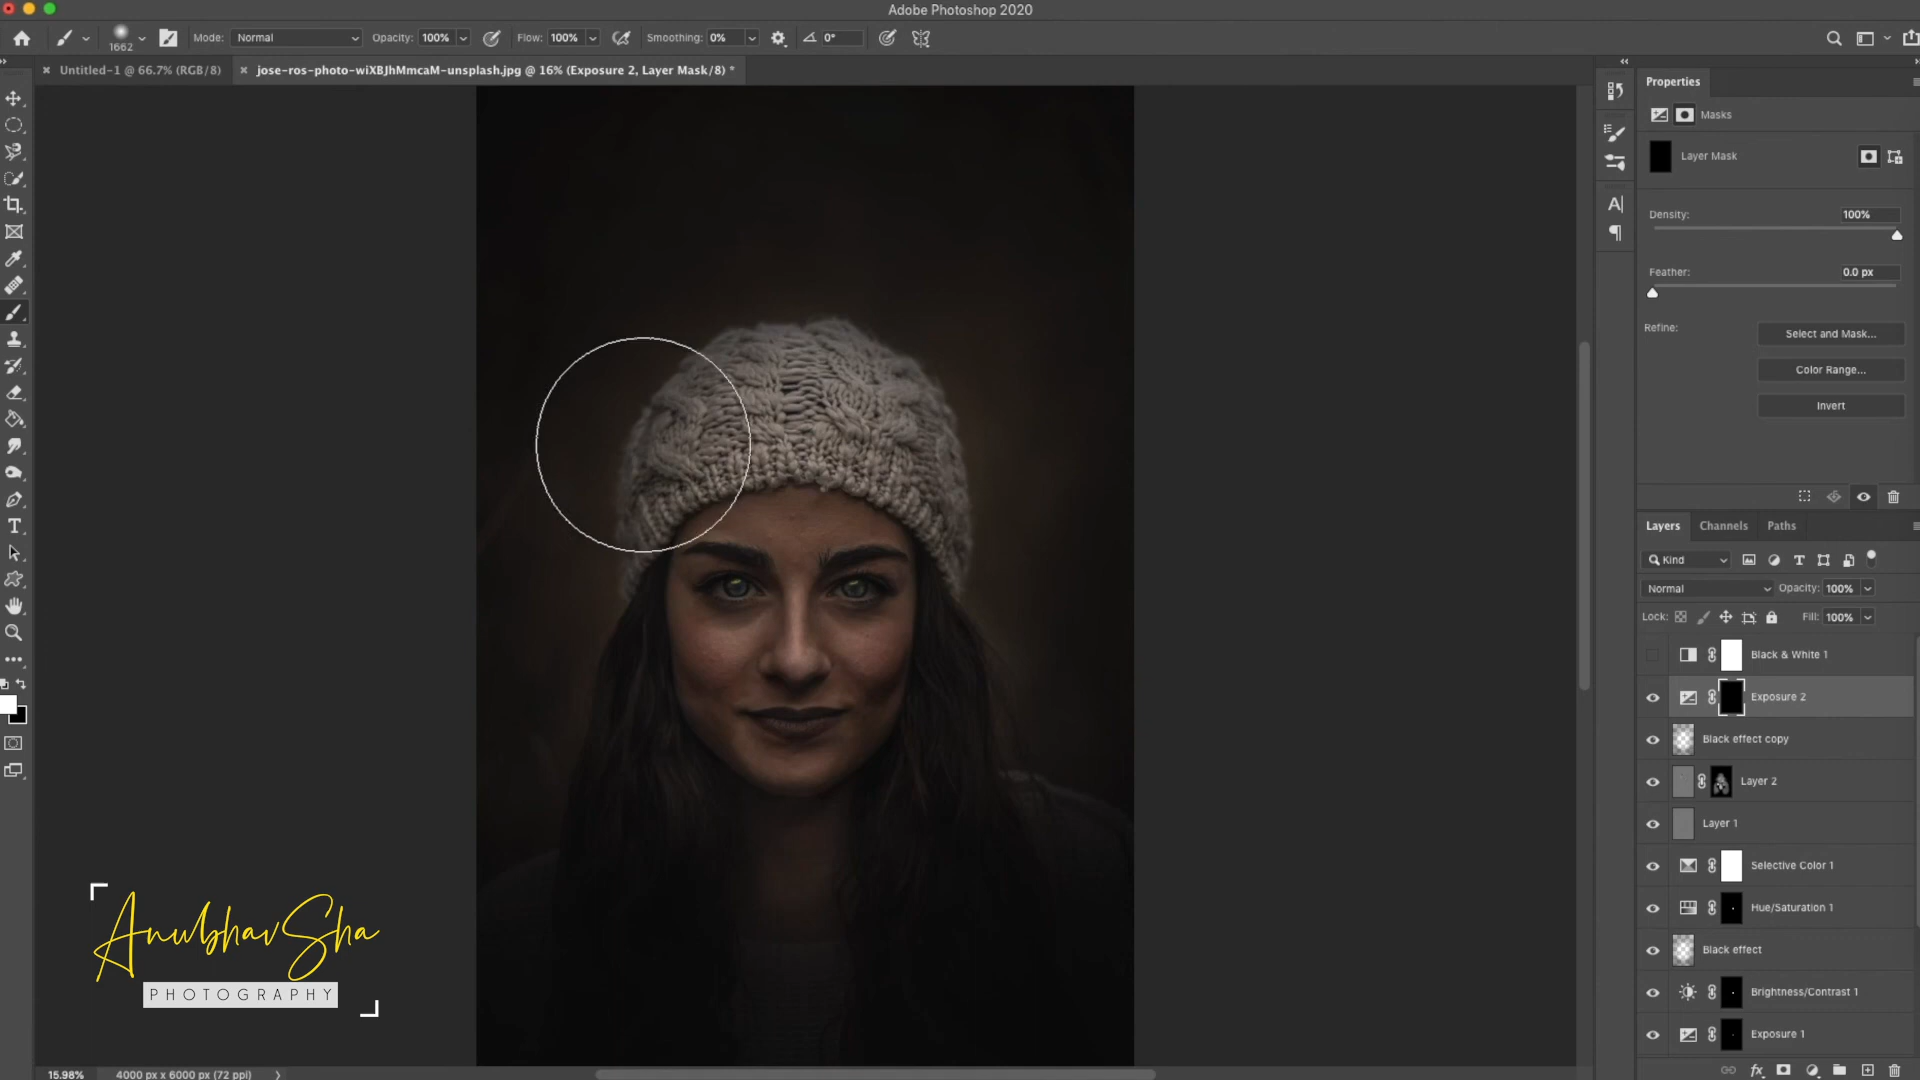 Adobe Photoshop 2020
1662 Mode: Normal Opacity: 100% Flow: 100% Smoothing: 0% 0°
Untitled-1 @ 66.7% (RGB/8) jose-ros-photo-wiXBJhMmcaM-unsplash.jpg @ 16% (Exposure 2, Layer Mask/8) *
Properties
Masks
Layer Mask
Density: 100%
Feather: 0.0 px
Refine:
Select and Mask...
Color Range...
Invert
Layers Channels Paths
Kind
Normal Opacity: 100%
Lock: Fill: 100%
Black & White 1
Exposure 2
Black effect copy
Layer 2
Layer 1
Selective Color 1
Hue/Saturation 1
Black effect
Brightness/Contrast 1
Exposure 1
AnubhavSha
PHOTOGRAPHY
15.98% 4000 px x 6000 px (72 ppi)